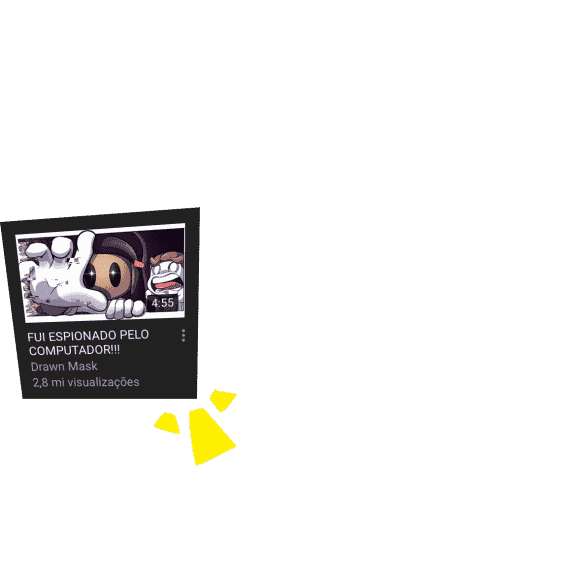 4:55
FUI ESPIONADO PELO
COMPUTADOR!!!
Drawn Mask
2,8 mi visualizações